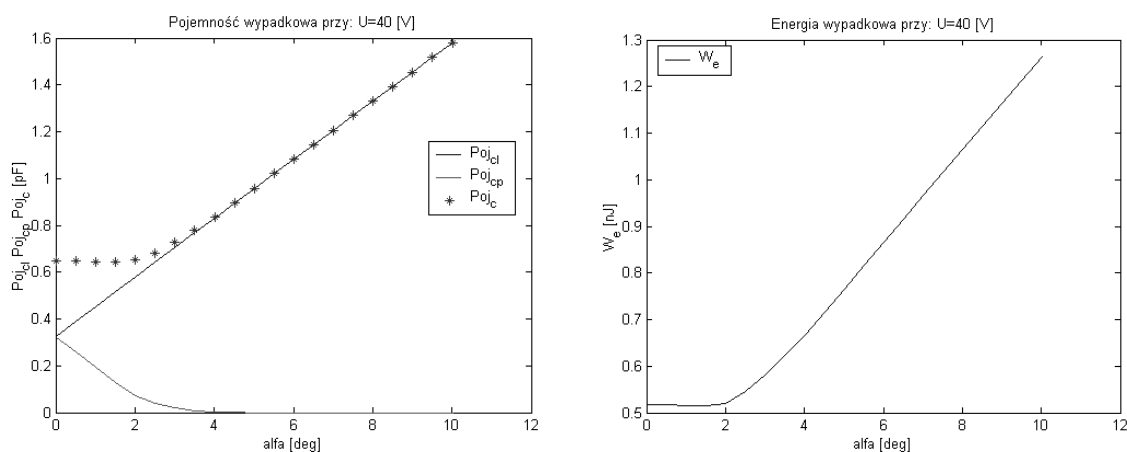 Pojemność wypadkowa przy: U=40 [V]
1.6
1.4
1.2
1
0.8
0.6
0.4
0.2
0
Poj_cl Poj_cp Poj_c [pF]
Poj_cl
Poj_cp
Poj_c
0 2 4 6 8 10 12
alfa [deg]
Energia wypadkowa przy: U=40 [V]
1.3
1.2
1.1
1
0.9
0.8
0.7
0.6
0.5
W_e [nJ]
W_e
0 2 4 6 8 10 12
alfa [deg]